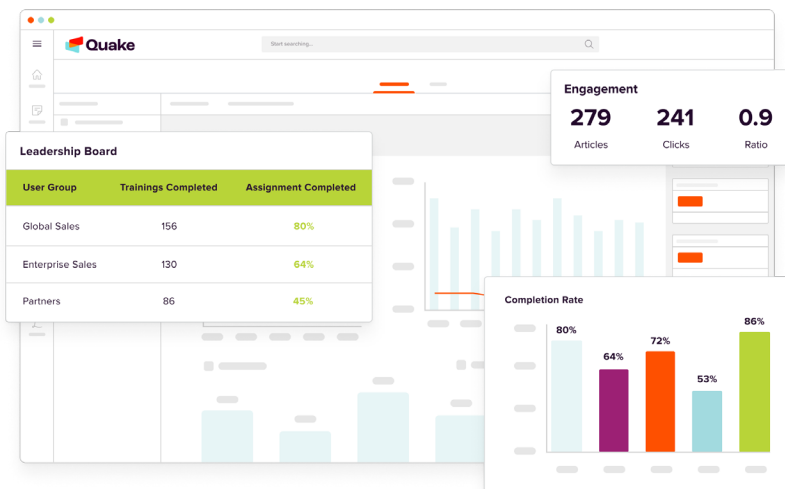 Quake
Start searching...
Engagement
279 241 0.9
Articles Clicks Ratio
Leadership Board
User Group Trainings Completed Assignment Completed
Global Sales 156 80%
Enterprise Sales 130 64%
Partners 86 45%
Completion Rate
80% 64% 72% 53% 86%